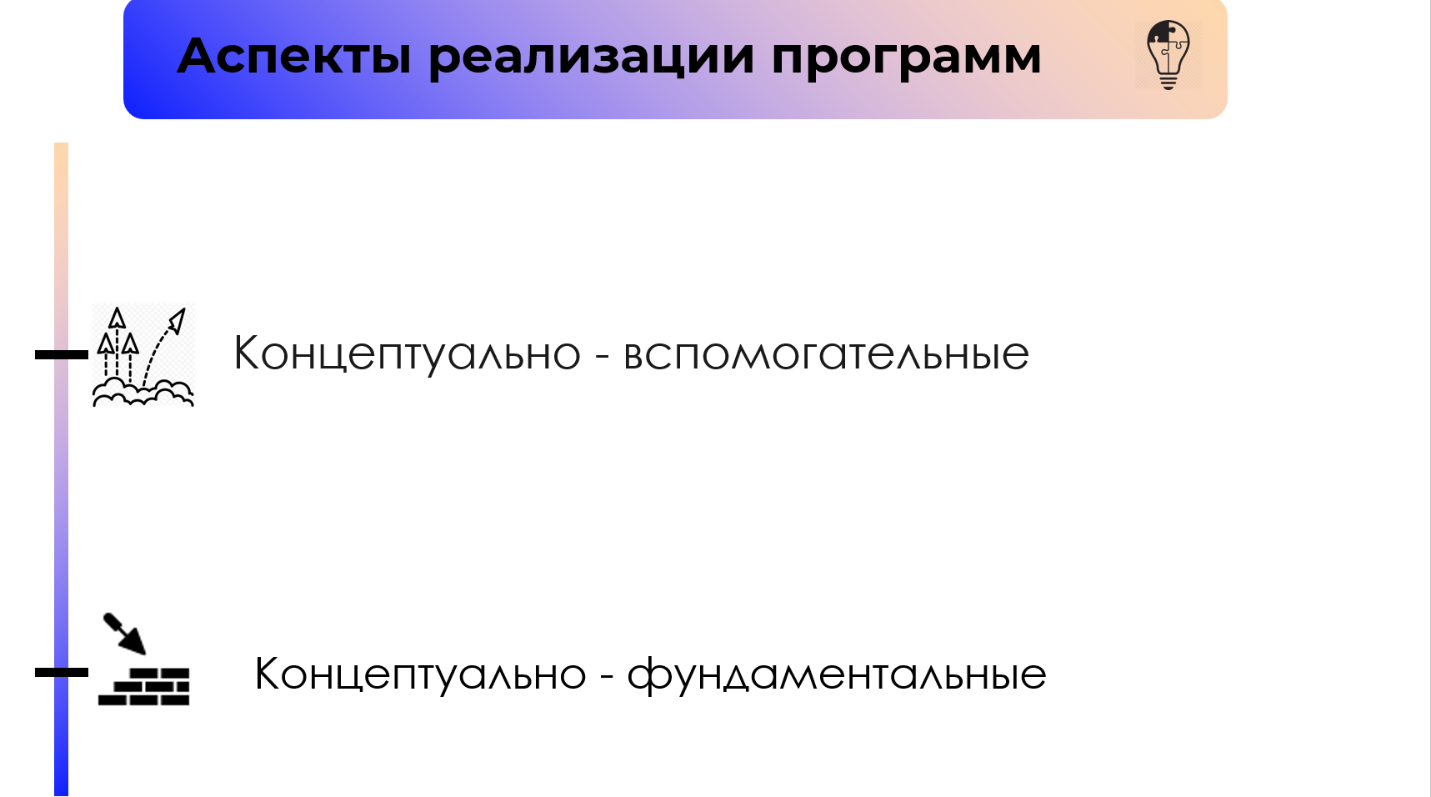 Аспекты реализации программ
Концептуально - вспомогательные
Концептуально - фундаментальные